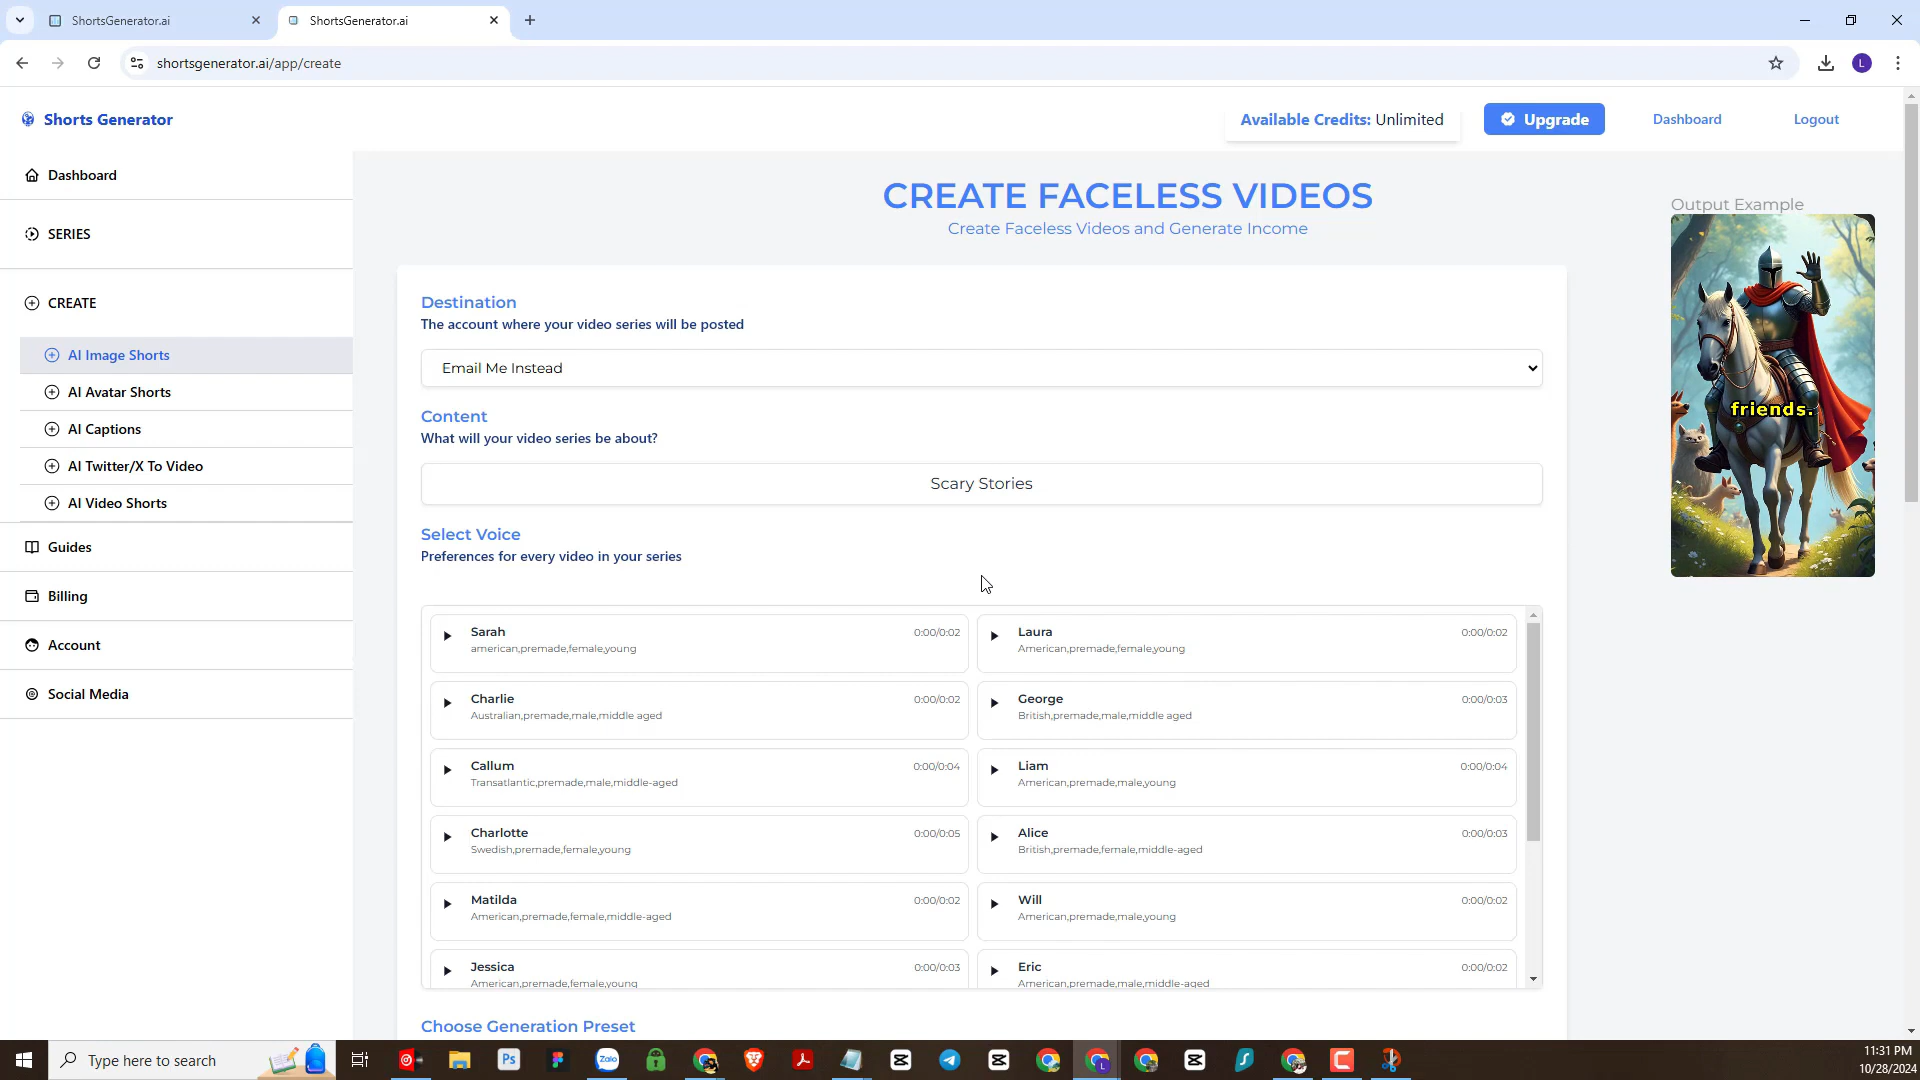 ShortsGenerator.ai
ShortsGenerator.ai
shortsgenerator.ai/app/create
L
Shorts Generator
Available Credits: Unlimited
Upgrade
Dashboard
Logout
Dashboard
SERIES
CREATE
AI Image Shorts
AI Avatar Shorts
AI Captions
AI Twitter/X To Video
AI Video Shorts
Guides
Billing
Account
Social Media
CREATE FACELESS VIDEOS
Create Faceless Videos and Generate Income
Output Example
friends.
Destination
The account where your video series will be posted
Email Me Instead
Content
What will your video series be about?
Scary Stories
Select Voice
Preferences for every video in your series
Sarah 0:00/0:02
american,premade,female,young
Laura 0:00/0:02
American,premade,female,young
Charlie 0:00/0:02
Australian,premade,male,middle aged
George 0:00/0:03
British,premade,male,middle aged
Callum 0:00/0:04
Transatlantic,premade,male,middle-aged
Liam 0:00/0:04
American,premade,male,young
Charlotte 0:00/0:05
Swedish,premade,female,young
Alice 0:00/0:03
British,premade,female,middle-aged
Matilda 0:00/0:02
American,premade,female,middle-aged
Will 0:00/0:02
American,premade,male,young
Jessica 0:00/0:03
American,premade,female,young
Eric 0:00/0:02
American,premade,male,middle-aged
Choose Generation Preset
Type here to search
Ps
Zalo
L
11:31 PM
10/28/2024